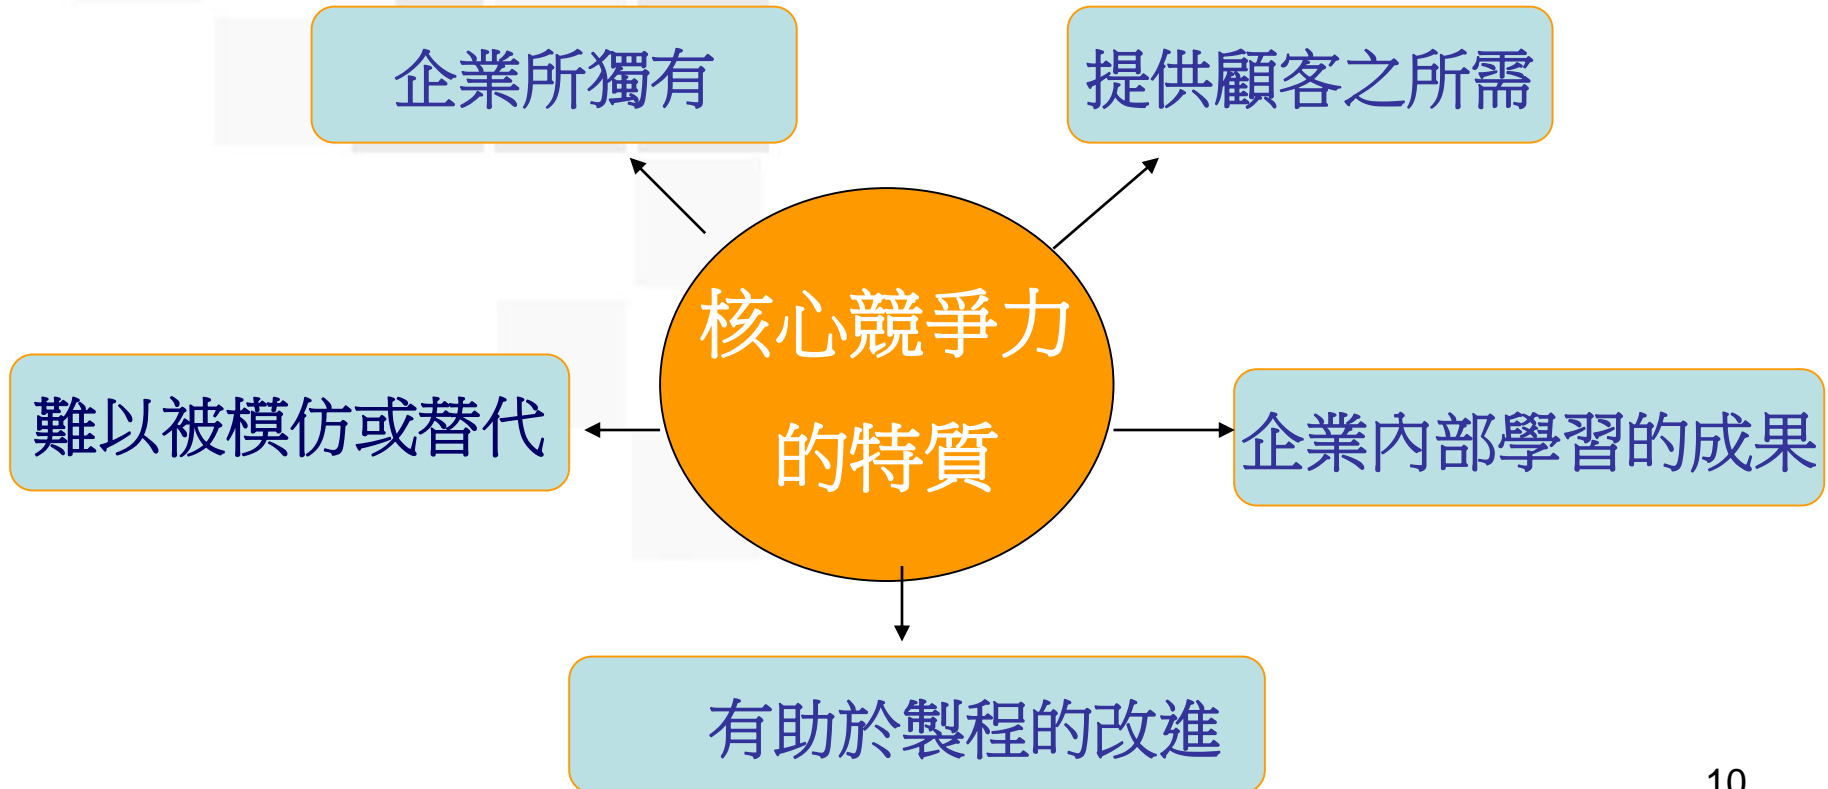 企業所獨有
提供顧客之所需
核心競爭力
的特質
難以被模仿或替代
企業內部學習的成果
有助於製程的改進
10